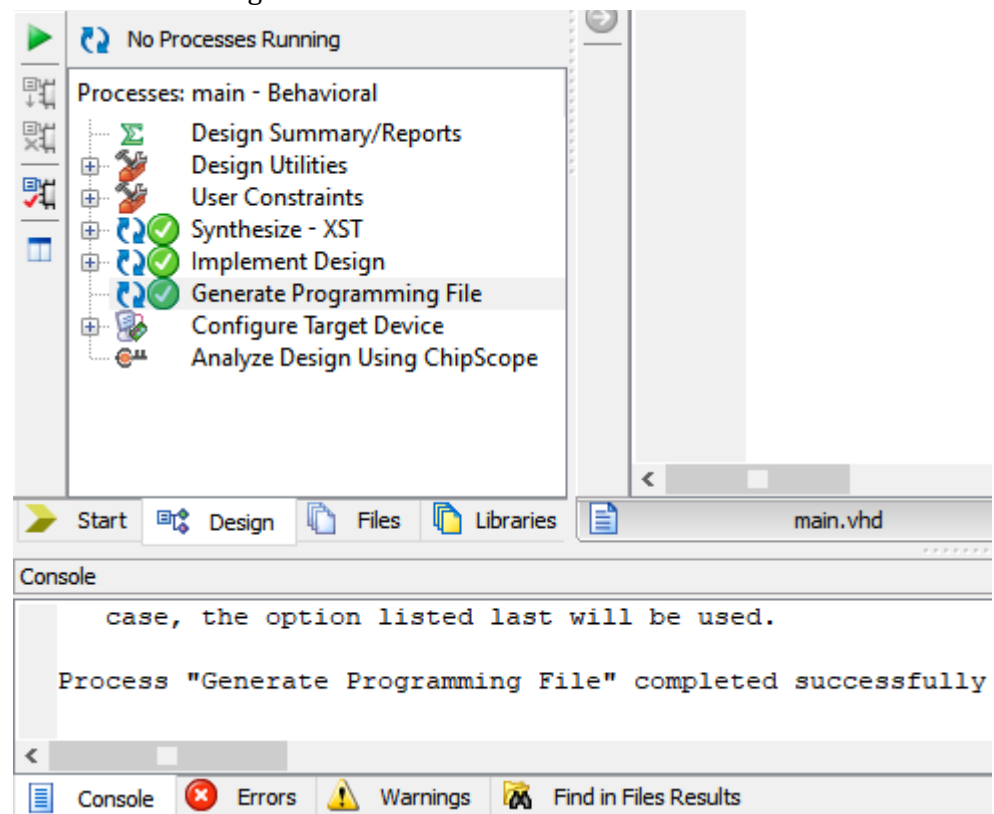 No Processes Running
Processes: main - Behavioral
Design Summary/Reports
Design Utilities
User Constraints
Synthesize - XST
Implement Design
Generate Programming File
Configure Target Device
Analyze Design Using ChipScope
Start Design Files Libraries
main.vhd
Console
case, the option listed last will be used.
Process "Generate Programming File" completed successfully
Console Errors Warnings Find in Files Results